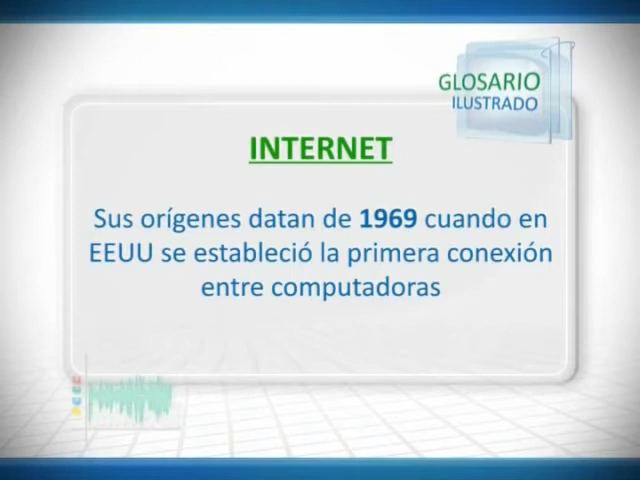 GLOSARIO
ILUSTRADO
INTERNET
Sus orígenes datan de 1969 cuando en
EEUU se estableció la primera conexión
entre computadoras